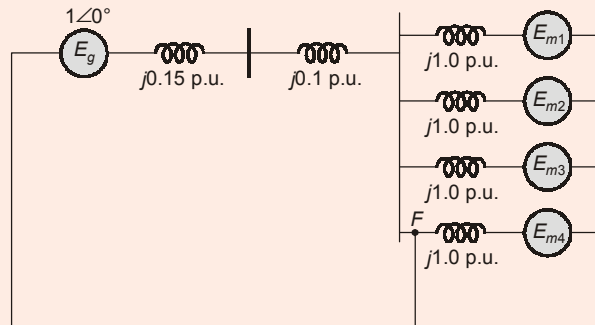 1∠0°
E_g
j0.15 p.u.
j0.1 p.u.
E_m1
j1.0 p.u.
E_m2
j1.0 p.u.
E_m3
j1.0 p.u.
F
E_m4
j1.0 p.u.